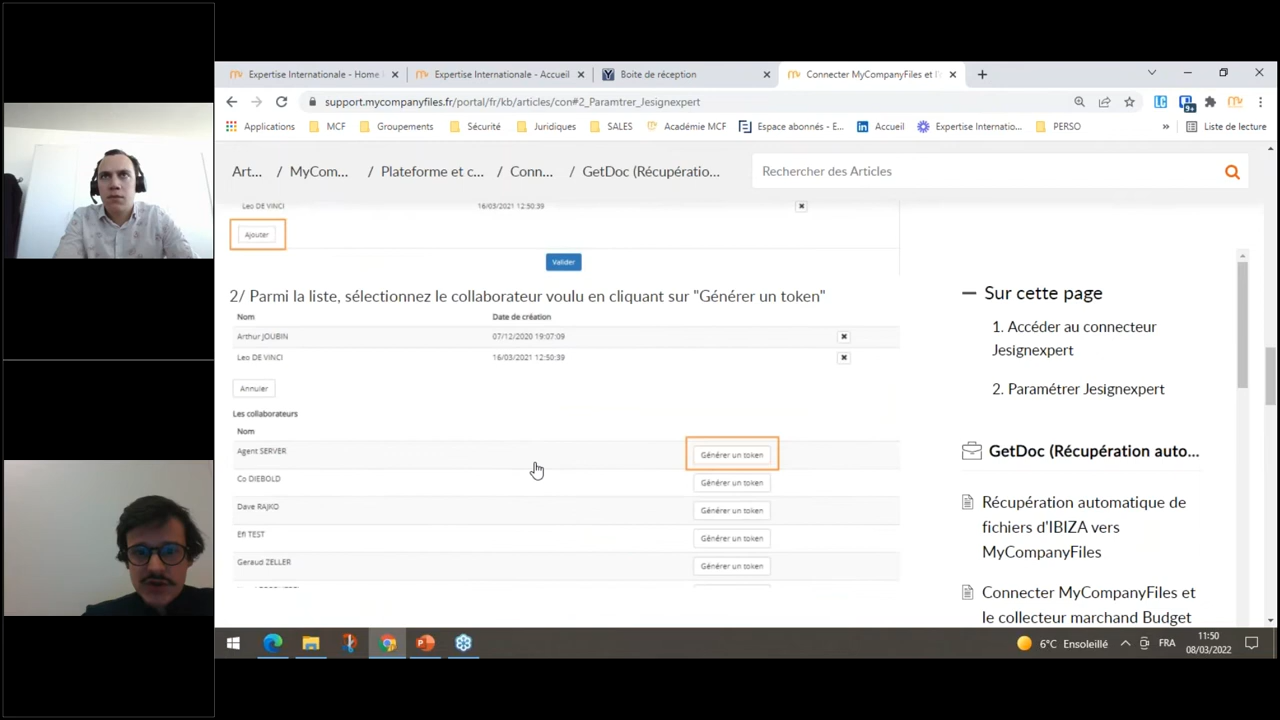 Expertise Internationale - Home
Expertise Internationale - Accueil
Boite de réception
Connecter MyCompanyFiles et
support.mycompanyfiles.fr/portal/fr/kb/articles/con#2_Paramtrer_Jesignexpert
Applications
MCF
Groupements
Sécurité
Juridiques
SALES
Académie MCF
Espace abonnés - E...
Accueil
Expertise Internatio...
PERSO
»
Liste de lecture
Art... / MyCom... / Plateforme et c... / Conn... / GetDoc (Récupératio...
Rechercher des Articles
Leo DE VINCI 16/03/2021 12:50:39
Ajouter
Valider
2/ Parmi la liste, sélectionnez le collaborateur voulu en cliquant sur "Générer un token"
Nom Date de création
Arthur JOUBIN 07/12/2020 19:07:09
Leo DE VINCI 16/03/2021 12:50:39
Annuler
Les collaborateurs
Nom
Agent SERVER Générer un token
Co DIEBOLD Générer un token
Dave RAJKO Générer un token
Efi TEST Générer un token
Geraud ZELLER Générer un token
Sur cette page
1. Accéder au connecteur
Jesignexpert
2. Paramétrer Jesignexpert
GetDoc (Récupération auto...
Récupération automatique de
fichiers d'IBIZA vers
MyCompanyFiles
Connecter MyCompanyFiles et
le collecteur marchand Budget
6°C Ensoleillé
FRA
11:50
08/03/2022